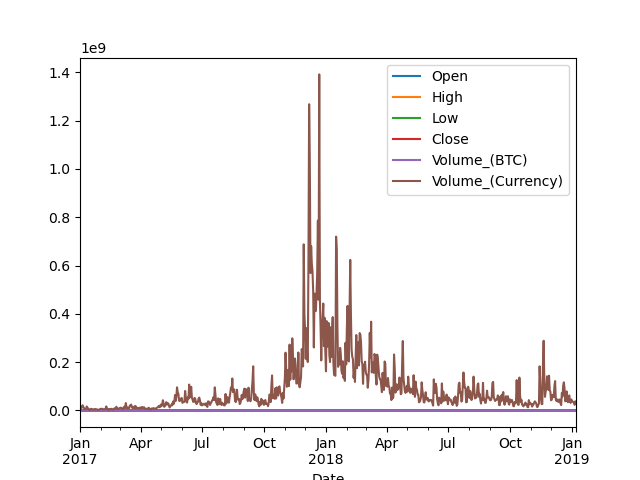 1e9
1.4
1.2
1.0
0.8
0.6
0.4
0.2
0.0
Open
High
Low
Close
Volume_(BTC)
Volume_(Currency)
Jan Apr Jul Oct Jan Apr Jul Oct Jan
2017 2018 2019
Date